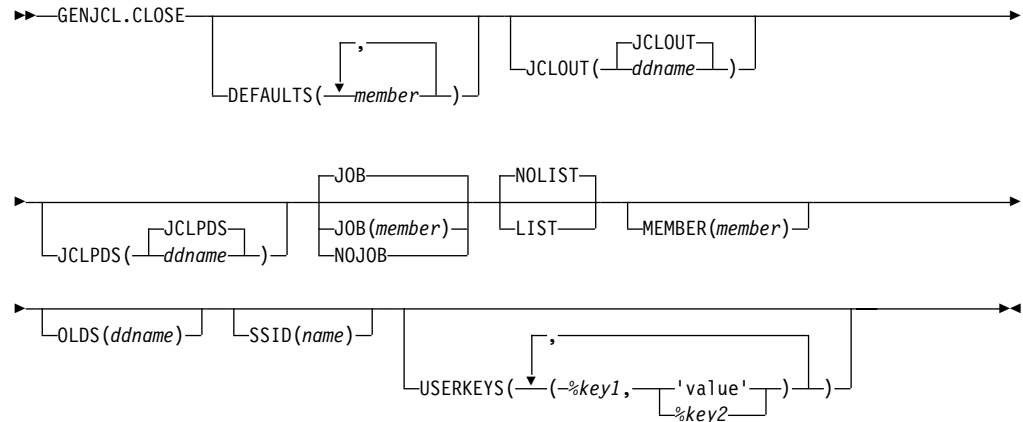 GENJCL.CLOSE
,
DEFAULTS( member )
JCLOUT
JCLOUT( ddname )
JCLPDS
JCLPDS( ddname )
JOB
JOB(member)
NOJOB
NOLIST
LIST
MEMBER(member)
OLDS(ddname)
SSID(name)
,
USERKEYS( (%key1, 'value' ) )
%key2